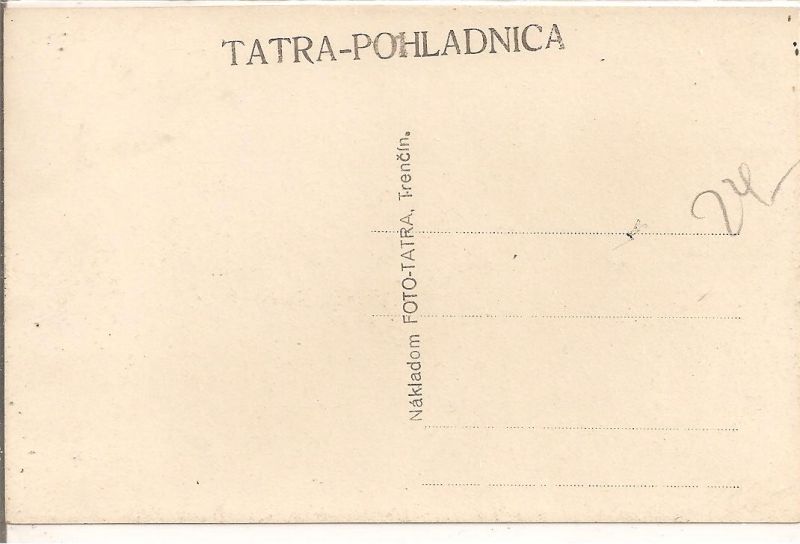 TATRA-POHLADNICA
Nákladom FOTO-TATRA, Trenčín.